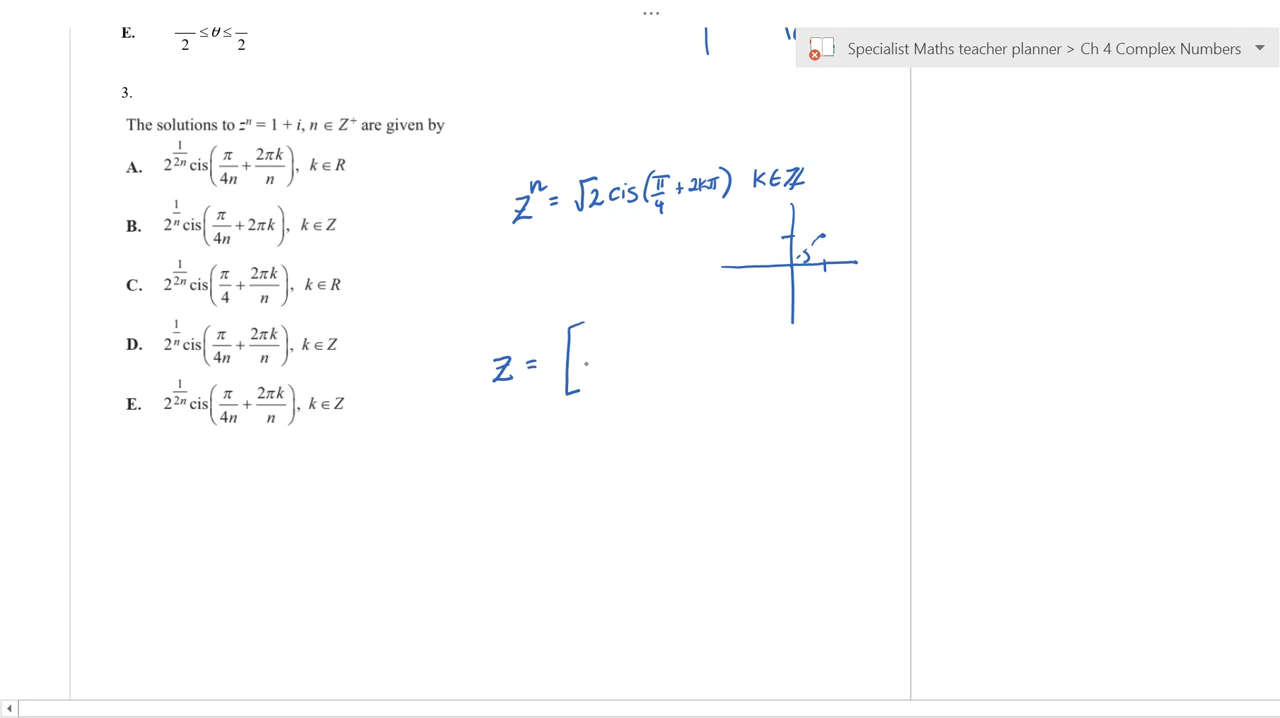 ...
E. /2 ≤ θ ≤ /2
Specialist Maths teacher planner > Ch 4 Complex Numbers
3.
The solutions to zⁿ = 1 + i, n ∈ Z⁺ are given by
A. 2^(1/2n) cis(π/4n + 2πk/n), k ∈ R
B. 2^(1/n) cis(π/4n + 2πk), k ∈ Z
C. 2^(1/2n) cis(π/4 + 2πk/n), k ∈ R
D. 2^(1/n) cis(π/4n + 2πk/n), k ∈ Z
E. 2^(1/2n) cis(π/4n + 2πk/n), k ∈ Z
zⁿ = √2 cis(π/4 + 2kπ) k ∈ ℤ
z = [